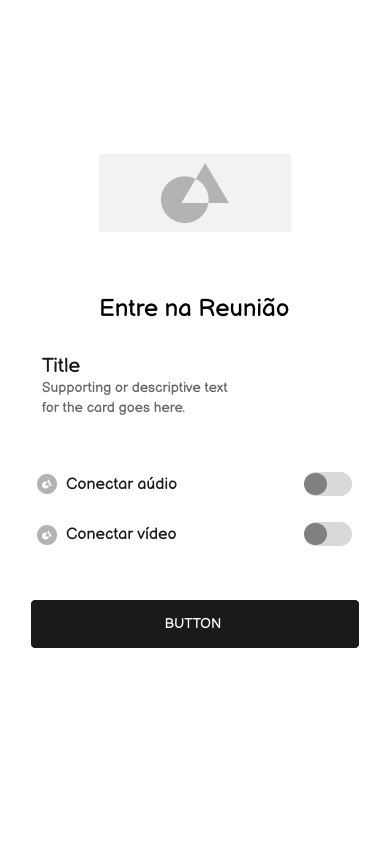 Entre na Reunião
Title
Supporting or descriptive text
for the card goes here.
Conectar aúdio
Conectar vídeo
BUTTON